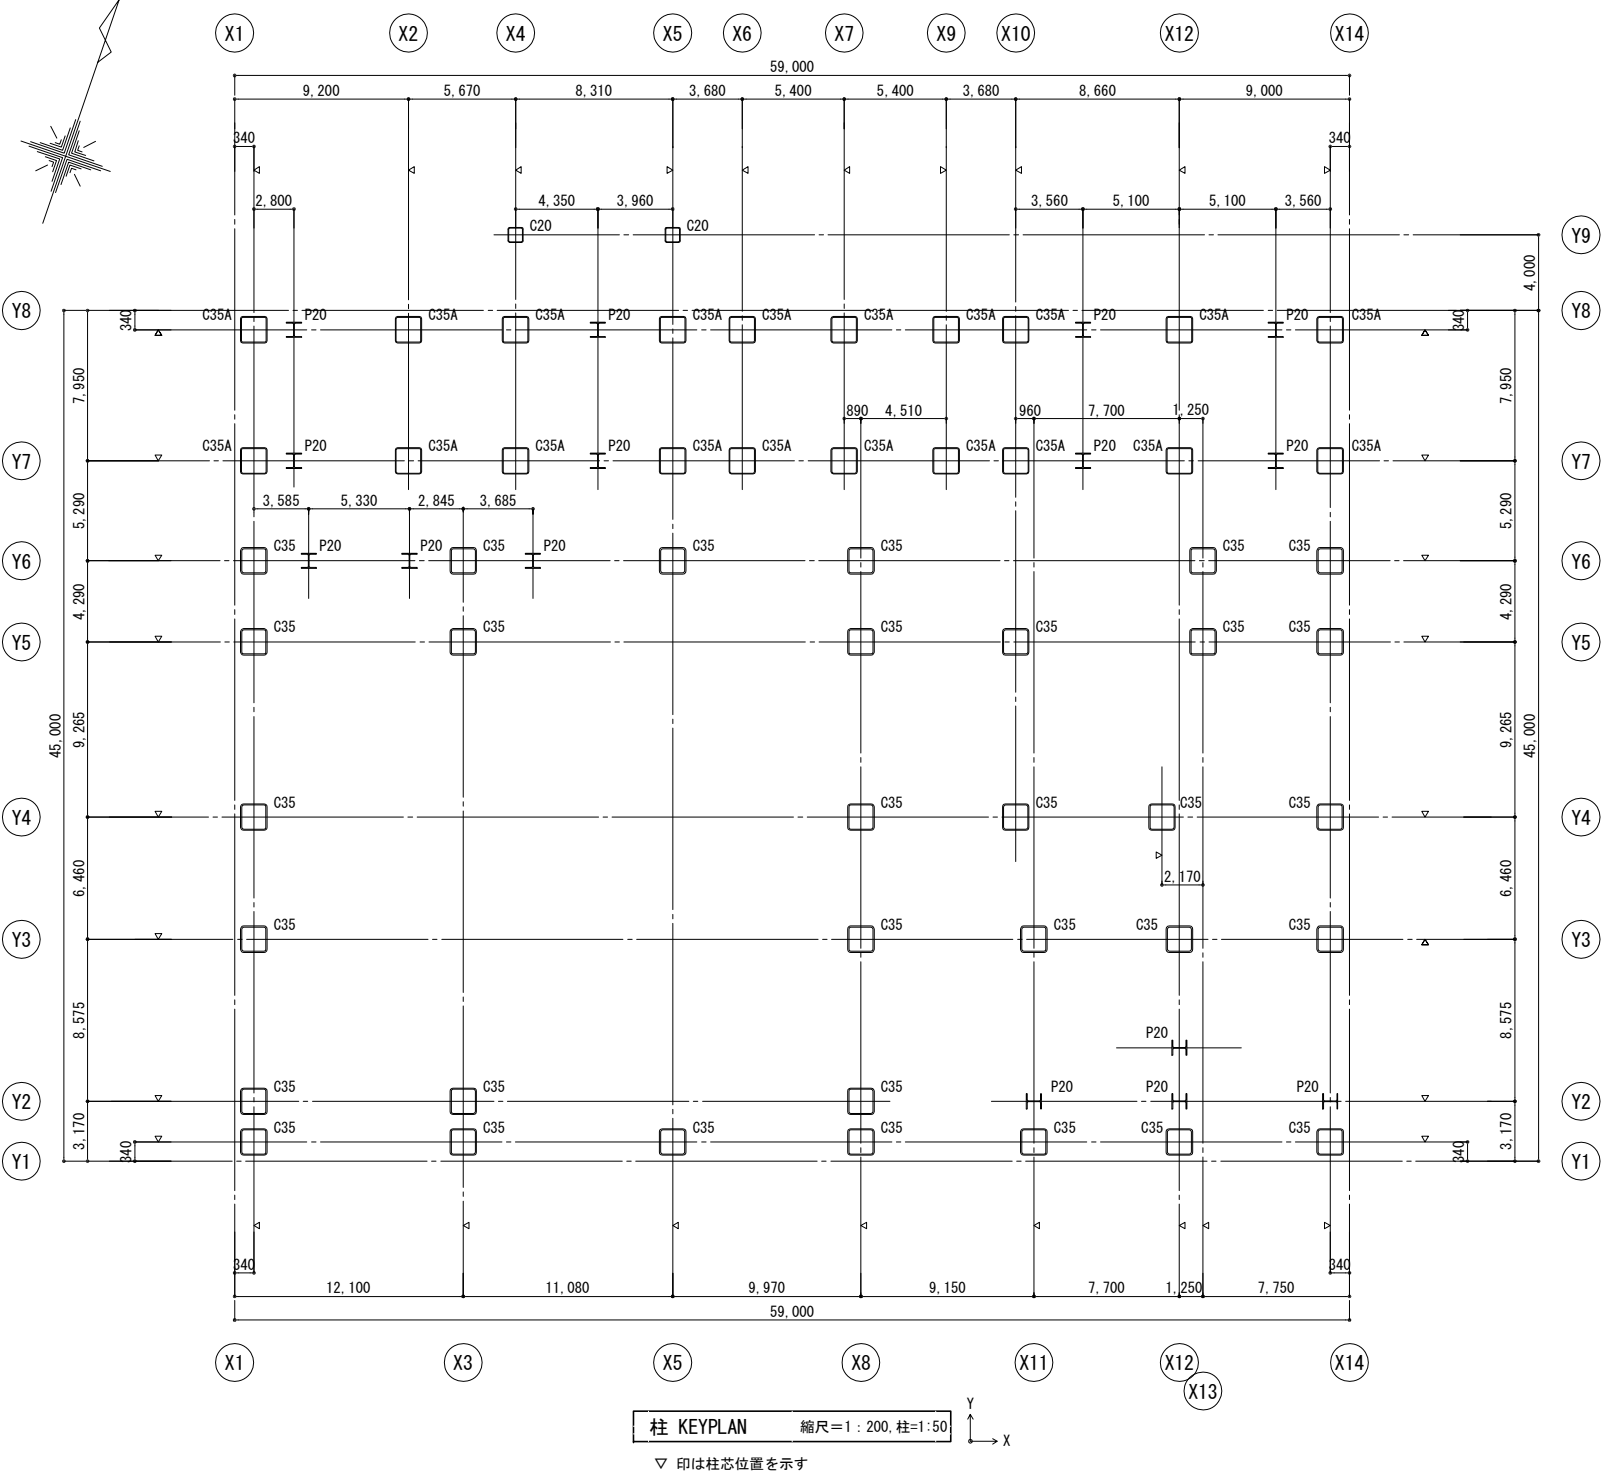 X1 X2 X4 X5 X6 X7 X9 X10 X12 X14
59,000
9,200 5,670 8,310 3,680 5,400 5,400 3,680 8,660 9,000
340 340
2,800 4,350 3,960 3,560 5,100 5,100 3,560
C20 C20
Y9 Y9
4,000
Y8 Y8
340 340
C35A P20 C35A C35A P20 C35A C35A C35A C35A C35A P20 C35A P20 C35A
7,950 7,950
890 4,510 960 7,700 1,250
C35A P20 C35A C35A P20 C35A C35A C35A C35A C35A P20 C35A P20 C35A
Y7 Y7
3,585 5,330 2,845 3,685
5,290 5,290
C35 P20 P20 C35 P20 C35 C35 C35 C35
Y6 Y6
4,290 4,290
C35 C35 C35 C35 C35 C35
Y5 Y5
45,000 9,265 9,265 45,000
C35 C35 C35 C35 C35
Y4 Y4
2,170
6,460 6,460
C35 C35 C35 C35 C35
Y3 Y3
8,575 8,575
P20
C35 C35 C35 P20 P20 P20
Y2 Y2
3,170 3,170
C35 C35 C35 C35 C35 C35 C35
340 340
Y1 Y1
340 340
12,100 11,080 9,970 9,150 7,700 1,250 7,750
59,000
X1 X3 X5 X8 X11 X12 X14
X13
柱 KEYPLAN 縮尺=1:200,柱=1:50
Y
X
▽ 印は柱芯位置を示す